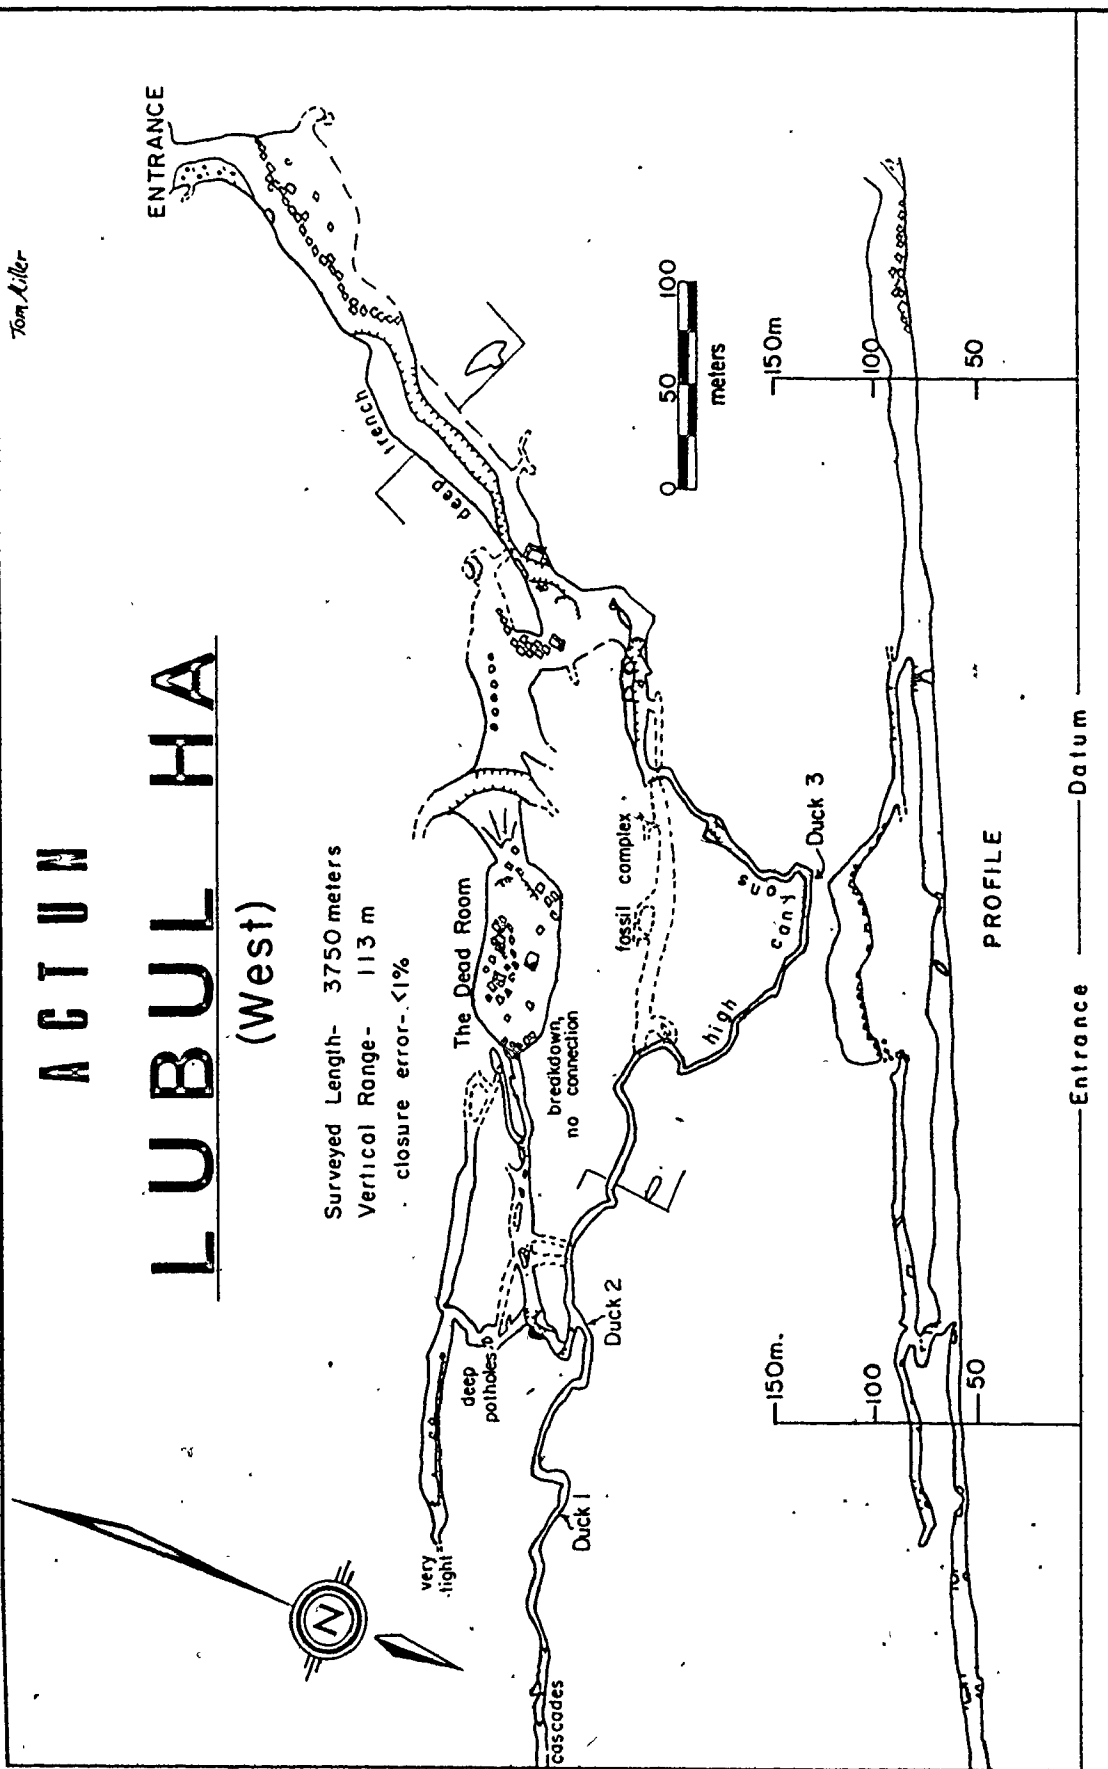 Tom Miller
ACTUN
LUBUL HA
(West)
Surveyed Length- 3750 meters
Vertical Range- 113 m
closure error- <1%
ENTRANCE
deep trench
The Dead Room
breakdown,
no connection
fossil complex
high canyons
Duck 3
Duck 2
Duck 1
deep
potholes
very
tight
cascades
N
0 50 100
meters
150m
100
50
150m.
100
50
PROFILE
Entrance Datum